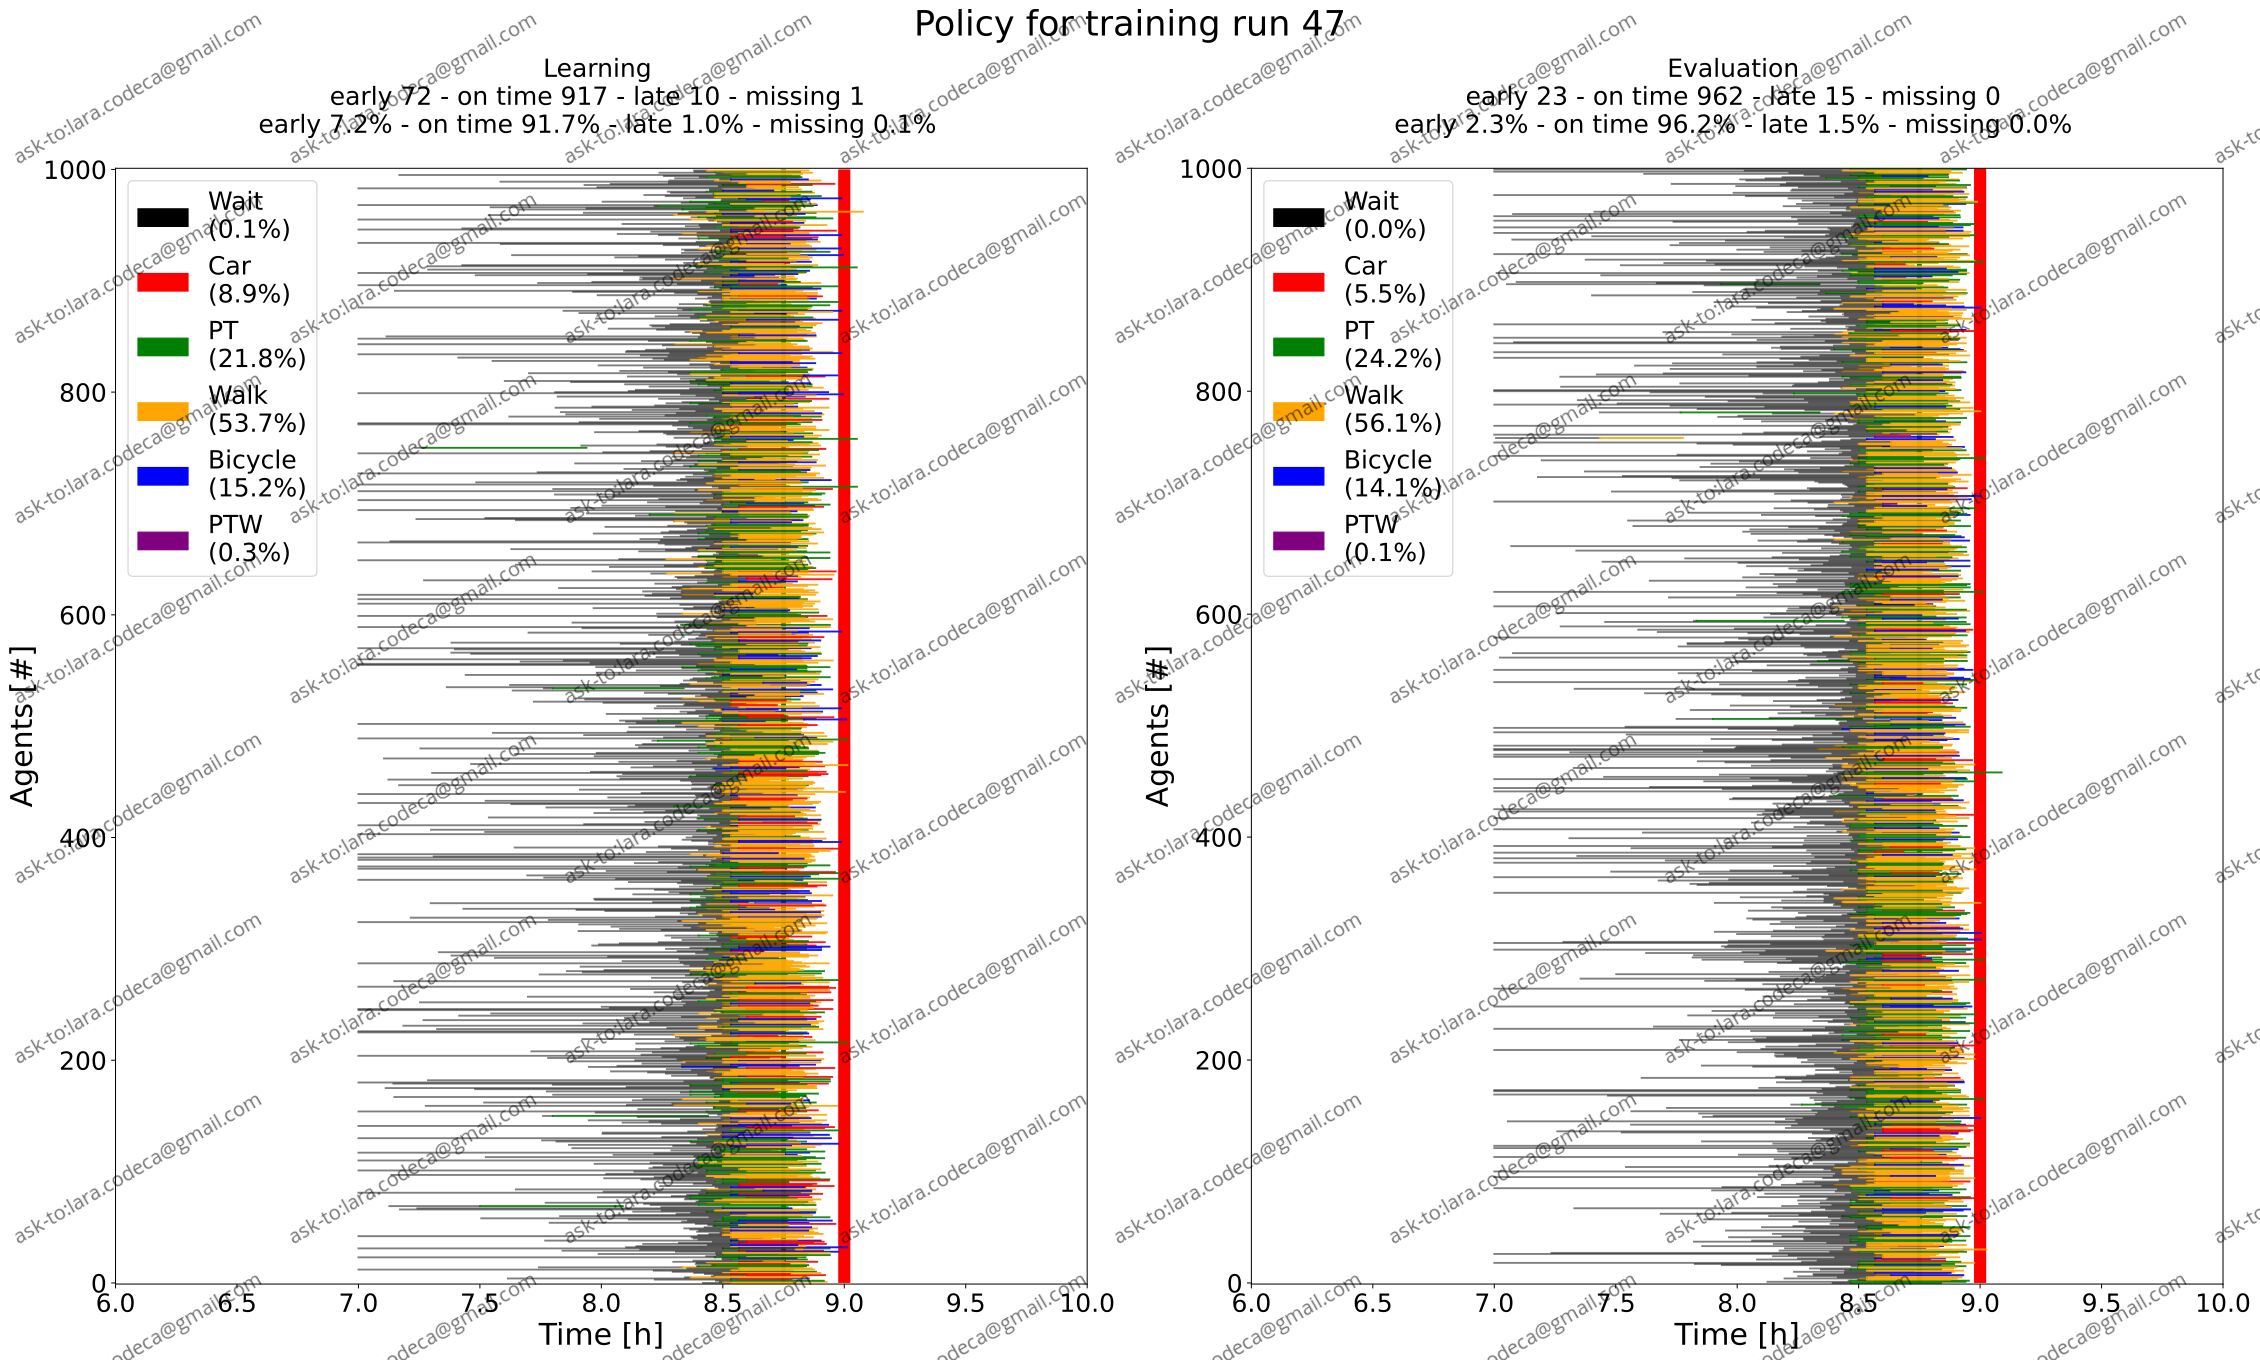 Policy for training run 47
Learning
early 72 - on time 917 - late 10 - missing 1
early 7.2% - on time 91.7% - late 1.0% - missing 0.1%
1000
800
600
400
200
0
Agents [#]
Wait
(0.1%)
Car
(8.9%)
PT
(21.8%)
Walk
(53.7%)
Bicycle
(15.2%)
PTW
(0.3%)
6.0 6.5 7.0 7.5 8.0 8.5 9.0 9.5 10.0
Time [h]
Evaluation
early 23 - on time 962 - late 15 - missing 0
early 2.3% - on time 96.2% - late 1.5% - missing 0.0%
1000
800
600
400
200
0
Agents [#]
Wait
(0.0%)
Car
(5.5%)
PT
(24.2%)
Walk
(56.1%)
Bicycle
(14.1%)
PTW
(0.1%)
6.0 6.5 7.0 7.5 8.0 8.5 9.0 9.5 10.0
Time [h]
ask-to:lara.codeca@gmail.com